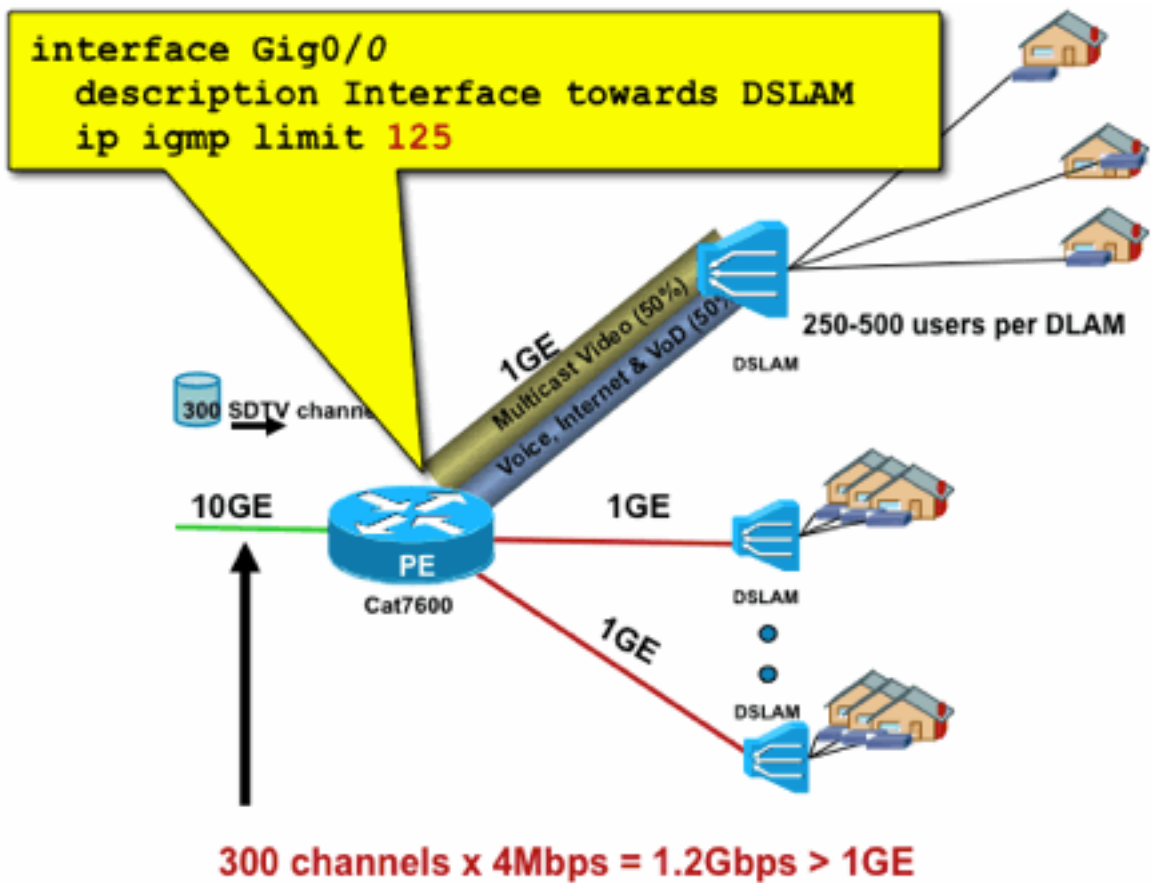 interface Gig0/0
description Interface towards DSLAM
ip igmp limit 125
1GE
Multicast Video (50%)
Voice, Internet & VoD (50%
250-500 users per DLAM
DSLAM
300 SDTV channe
10GE
1GE
PE
Cat7600
DSLAM
1GE
DSLAM
300 channels x 4Mbps = 1.2Gbps > 1GE